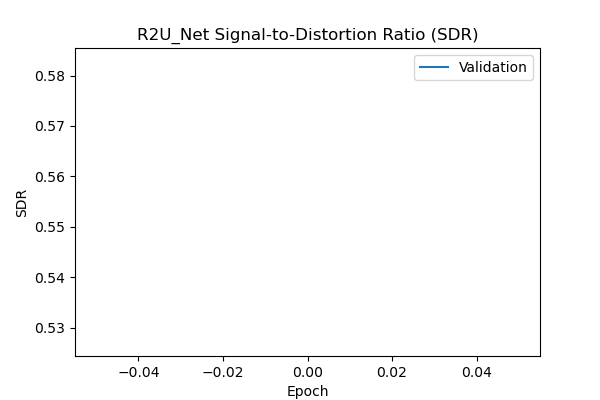 R2U_Net Signal-to-Distortion Ratio (SDR)
Validation
0.58
0.57
0.56
0.55
0.54
0.53
SDR
−0.04 −0.02 0.00 0.02 0.04
Epoch